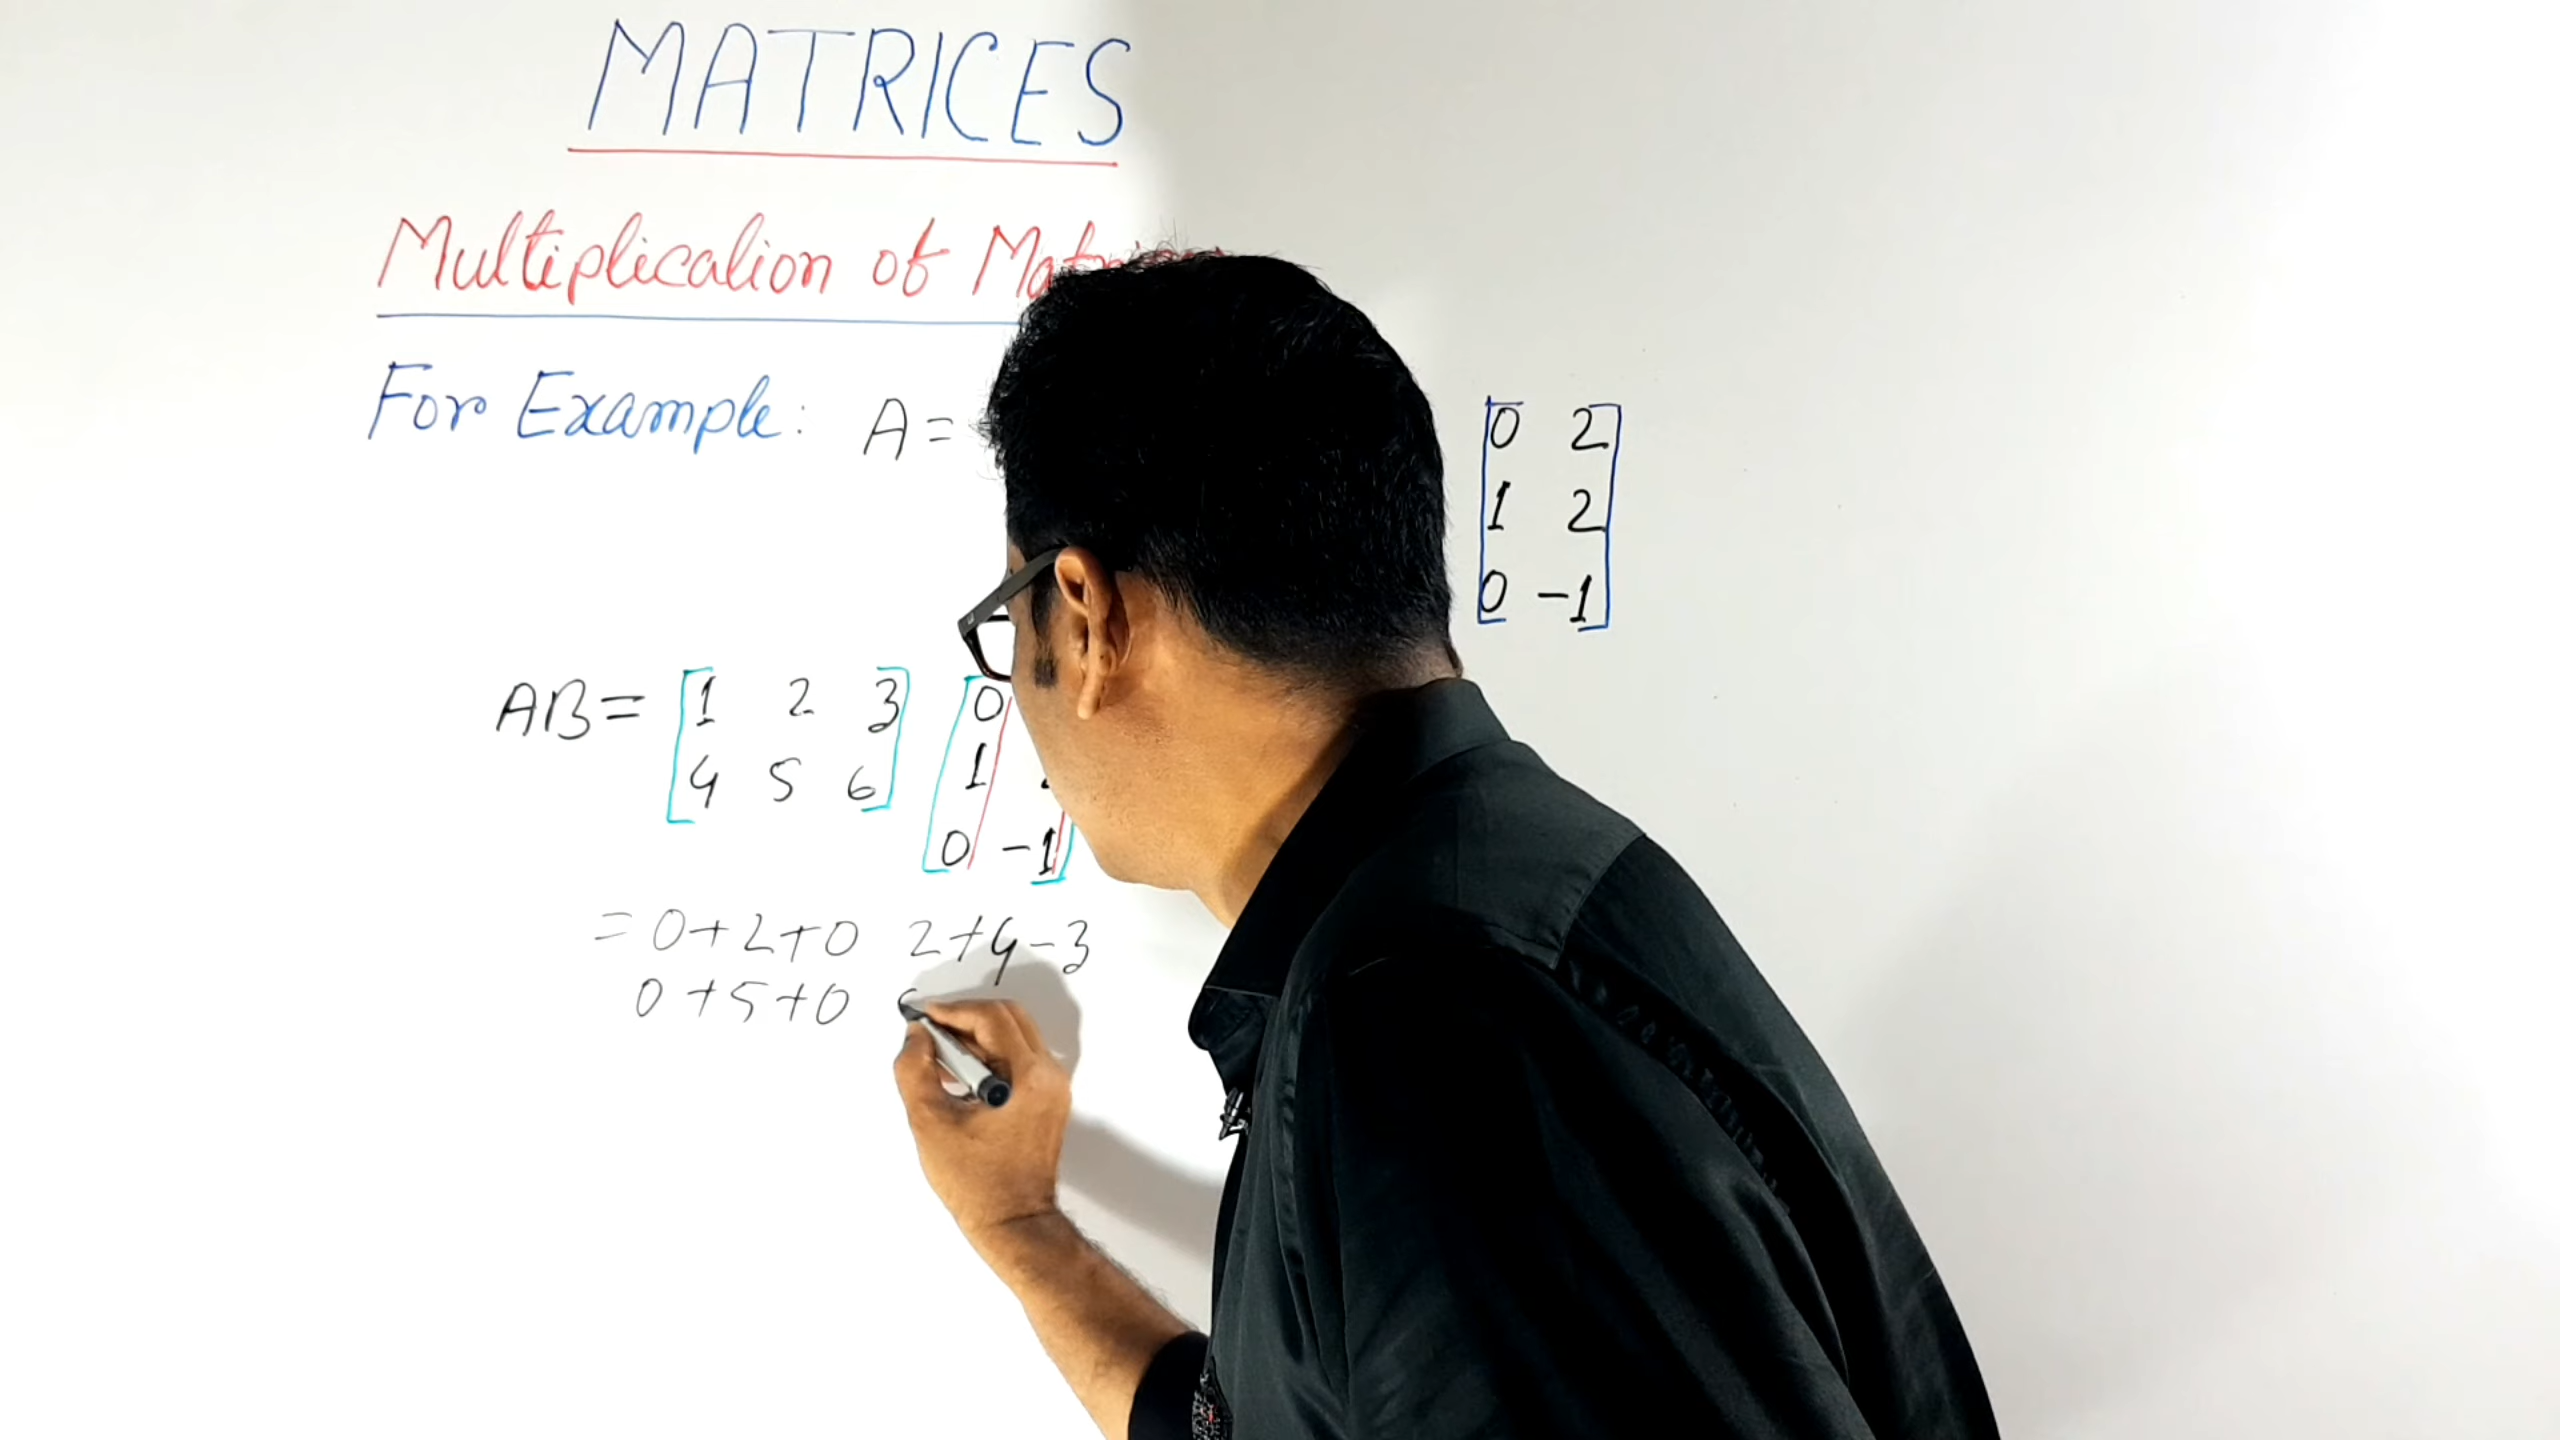 MATRICES
Multiplication of
For Example: A =
0 2
1 2
0 -1
AB = [1 2 3] [0
4 5 6 1
0 -1]
= 0+2+0 2+4-3
0+5+0